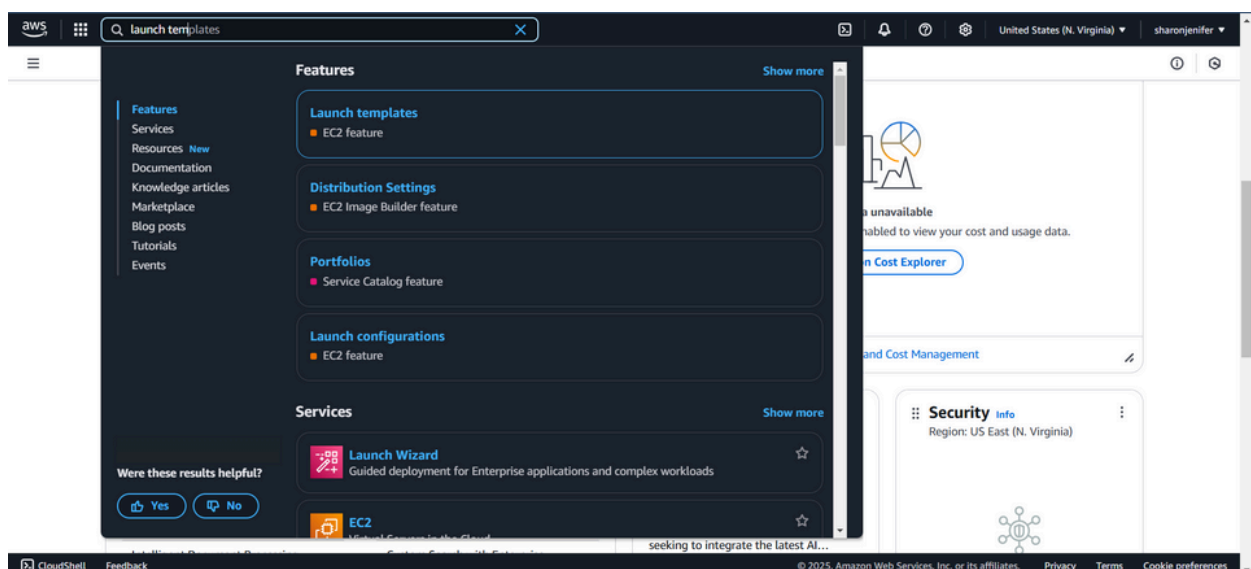 aws
launch templates
United States (N. Virginia)
sharonjenifer
Features
Show more
Features
Services
Resources New
Documentation
Knowledge articles
Marketplace
Blog posts
Tutorials
Events
Launch templates
EC2 feature
Distribution Settings
EC2 Image Builder feature
Portfolios
Service Catalog feature
Launch configurations
EC2 feature
Services
Show more
Launch Wizard
Guided deployment for Enterprise applications and complex workloads
EC2
Virtual Servers in the Cloud
Were these results helpful?
Yes
No
unavailable
to view your cost and usage data.
Cost Explorer
and Cost Management
Security Info
Region: US East (N. Virginia)
seeking to integrate the latest AI...
CloudShell
Feedback
© 2025, Amazon Web Services, Inc. or its affiliates.
Privacy
Terms
Cookie preferences